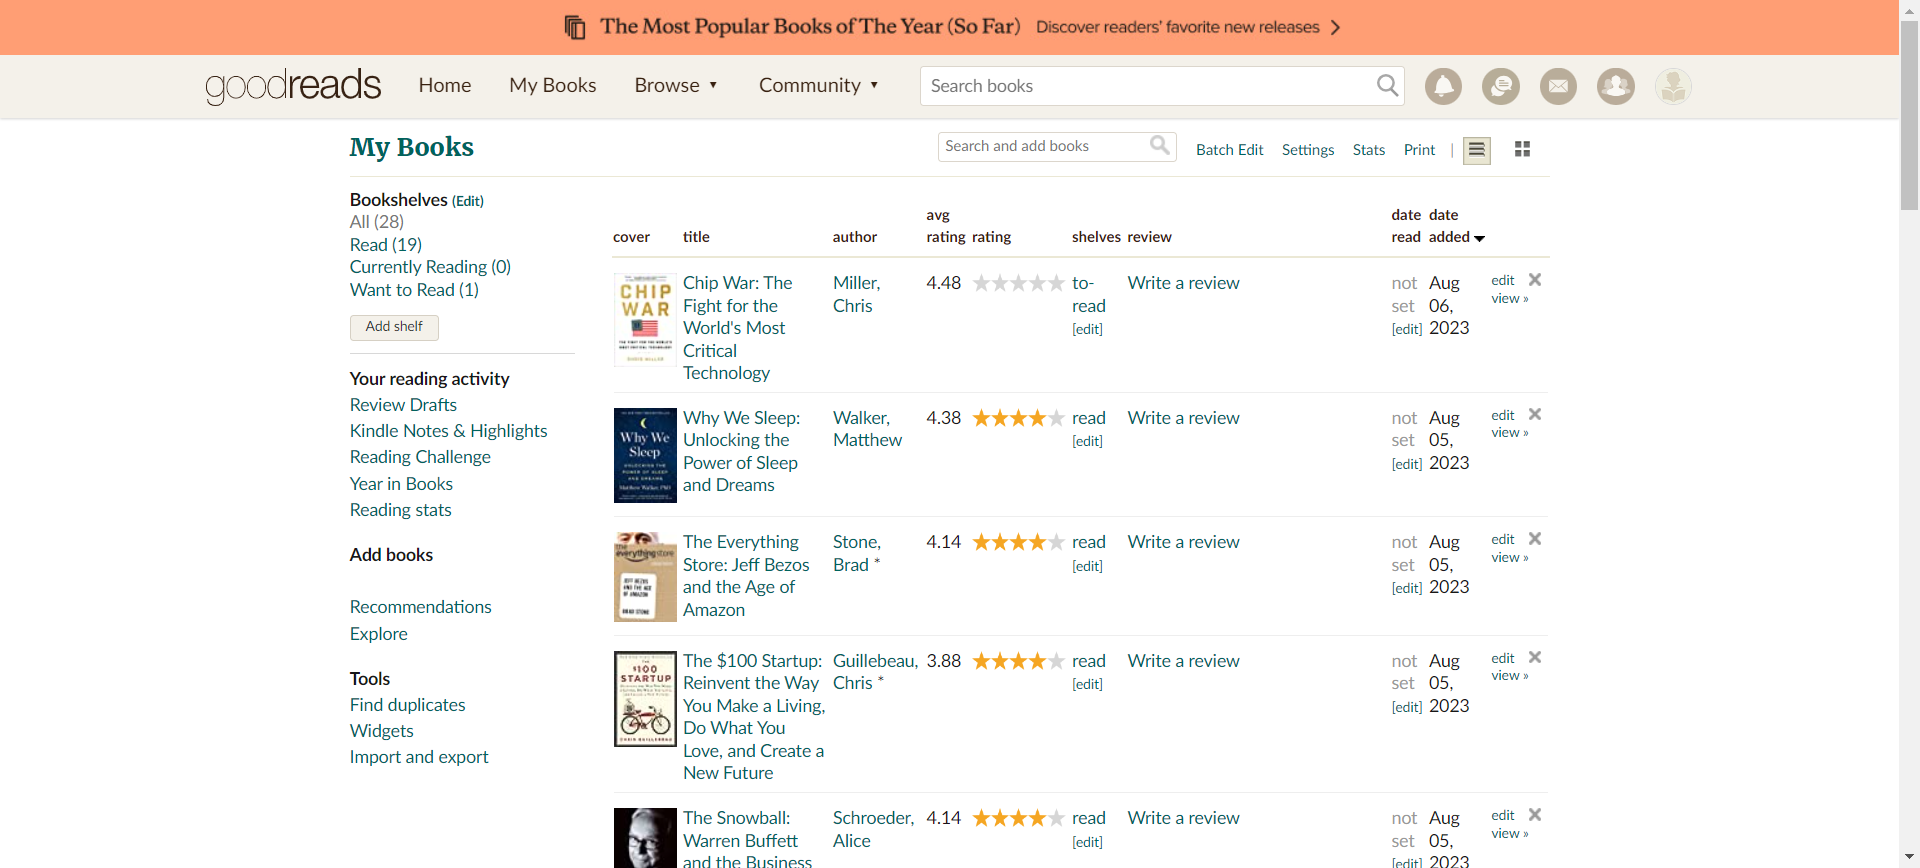 The Most Popular Books of The Year (So Far) Discover readers' favorite new releases
goodreads Home My Books Browse ▼ Community ▼ Search books
My Books
Search and add books Batch Edit Settings Stats Print |
Bookshelves (Edit)
All (28)
Read (19)
Currently Reading (0)
Want to Read (1)
Add shelf
Your reading activity
Review Drafts
Kindle Notes & Highlights
Reading Challenge
Year in Books
Reading stats
Add books
Recommendations
Explore
Tools
Find duplicates
Widgets
Import and export
cover title author avg rating rating shelves review date read date added
CHIP
WAR
Chip War: The
Fight for the
World's Most
Critical
Technology
Miller,
Chris
4.48
to-
read
[edit]
Write a review
not
set
[edit]
Aug
06,
2023
edit
view »
Why We
Sleep
Why We Sleep:
Unlocking the
Power of Sleep
and Dreams
Walker,
Matthew
4.38
read
[edit]
Write a review
not
set
[edit]
Aug
05,
2023
edit
view »
the
everything store
JEFF BEZOS
AND THE AGE
OF AMAZON
BRAD STONE
The Everything
Store: Jeff Bezos
and the Age of
Amazon
Stone,
Brad *
4.14
read
[edit]
Write a review
not
set
[edit]
Aug
05,
2023
edit
view »
THE
$100
STARTUP
The $100 Startup:
Reinvent the Way
You Make a Living,
Do What You
Love, and Create a
New Future
Guillebeau,
Chris *
3.88
read
[edit]
Write a review
not
set
[edit]
Aug
05,
2023
edit
view »
The Snowball:
Warren Buffett
and the Business
Schroeder,
Alice
4.14
read
[edit]
Write a review
not
set
[edit]
Aug
05,
2023
edit
view »